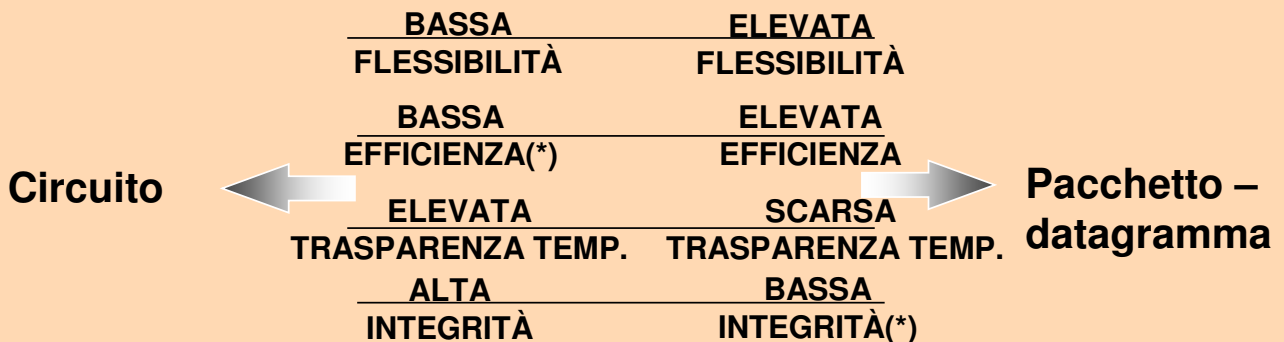 BASSA ELEVATA
FLESSIBILITÀ FLESSIBILITÀ
BASSA ELEVATA
EFFICIENZA(*) EFFICIENZA
Circuito
Pacchetto –
datagramma
ELEVATA SCARSA
TRASPARENZA TEMP. TRASPARENZA TEMP.
ALTA BASSA
INTEGRITÀ INTEGRITÀ(*)